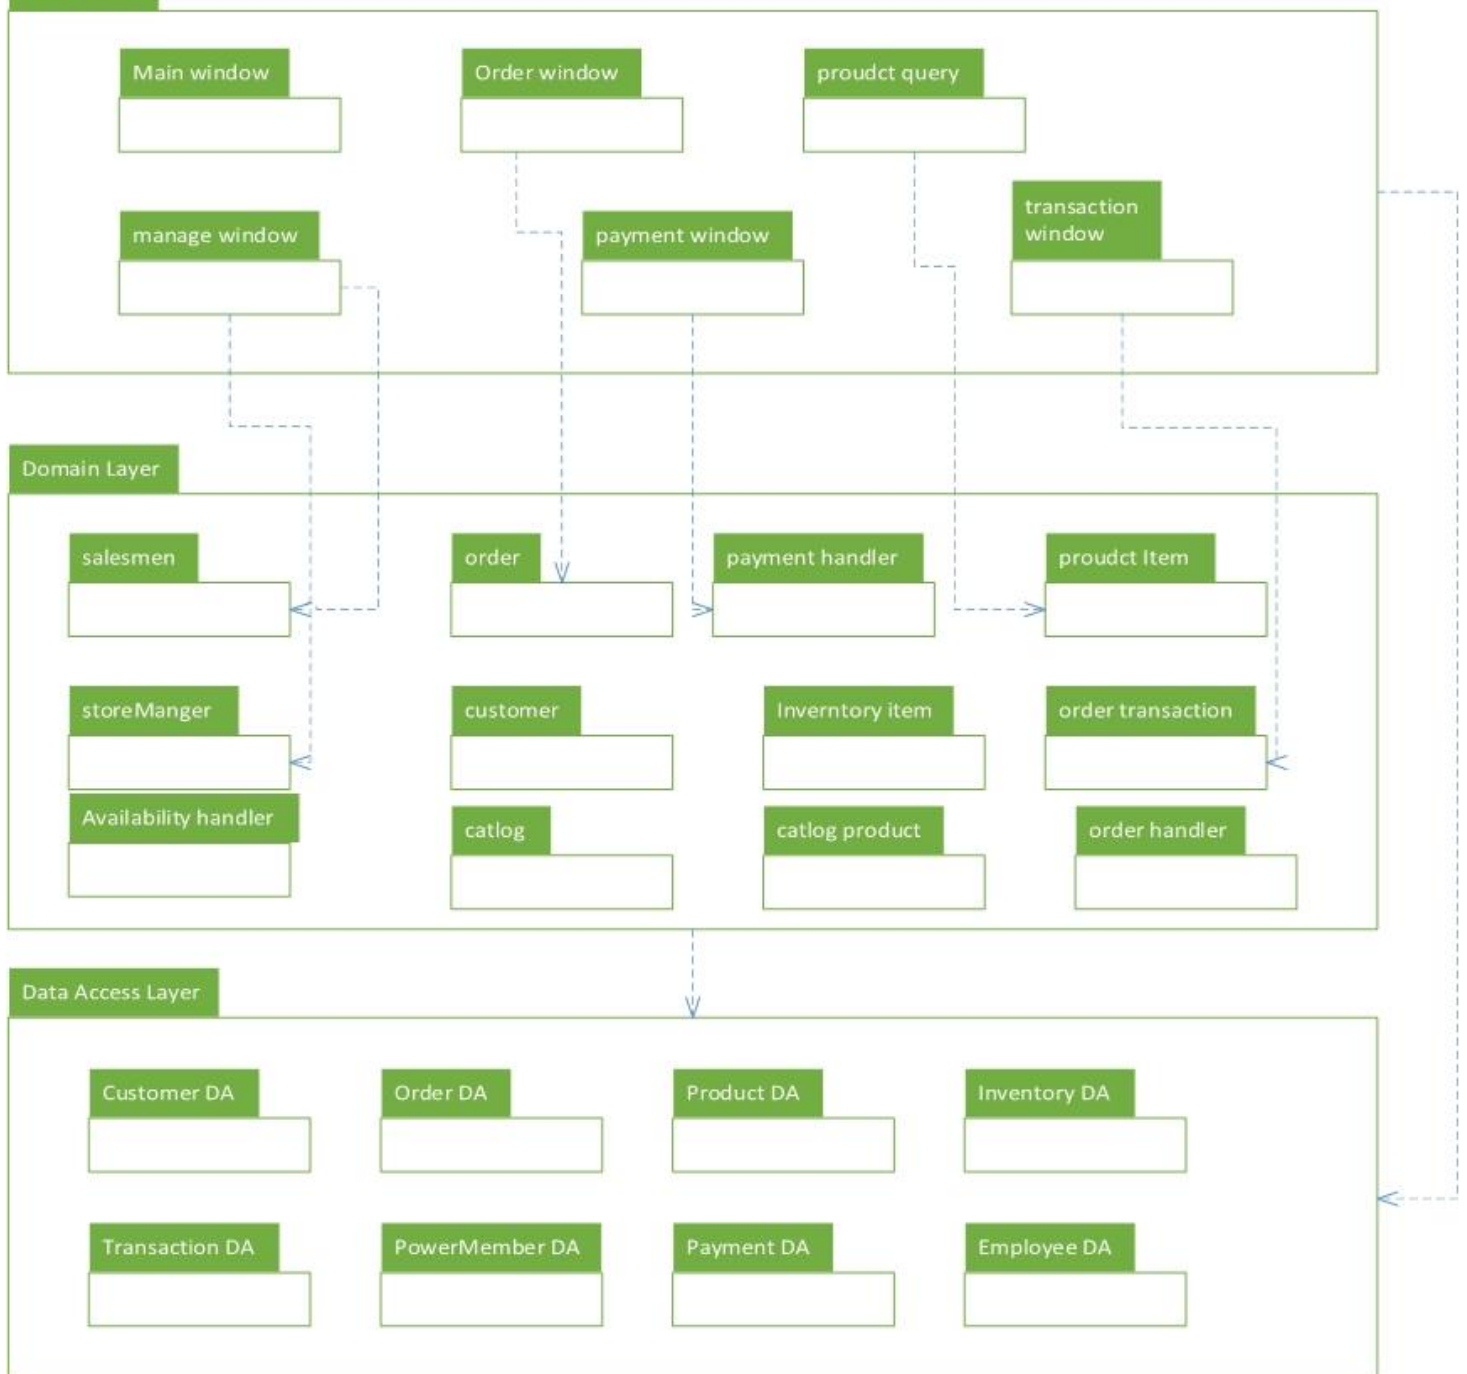 Main window
Order window
proudct query
manage window
payment window
transaction
window
Domain Layer
salesmen
order
payment handler
proudct Item
storeManger
customer
Inverntory item
order transaction
Availability handler
catlog
catlog product
order handler
Data Access Layer
Customer DA
Order DA
Product DA
Inventory DA
Transaction DA
PowerMember DA
Payment DA
Employee DA